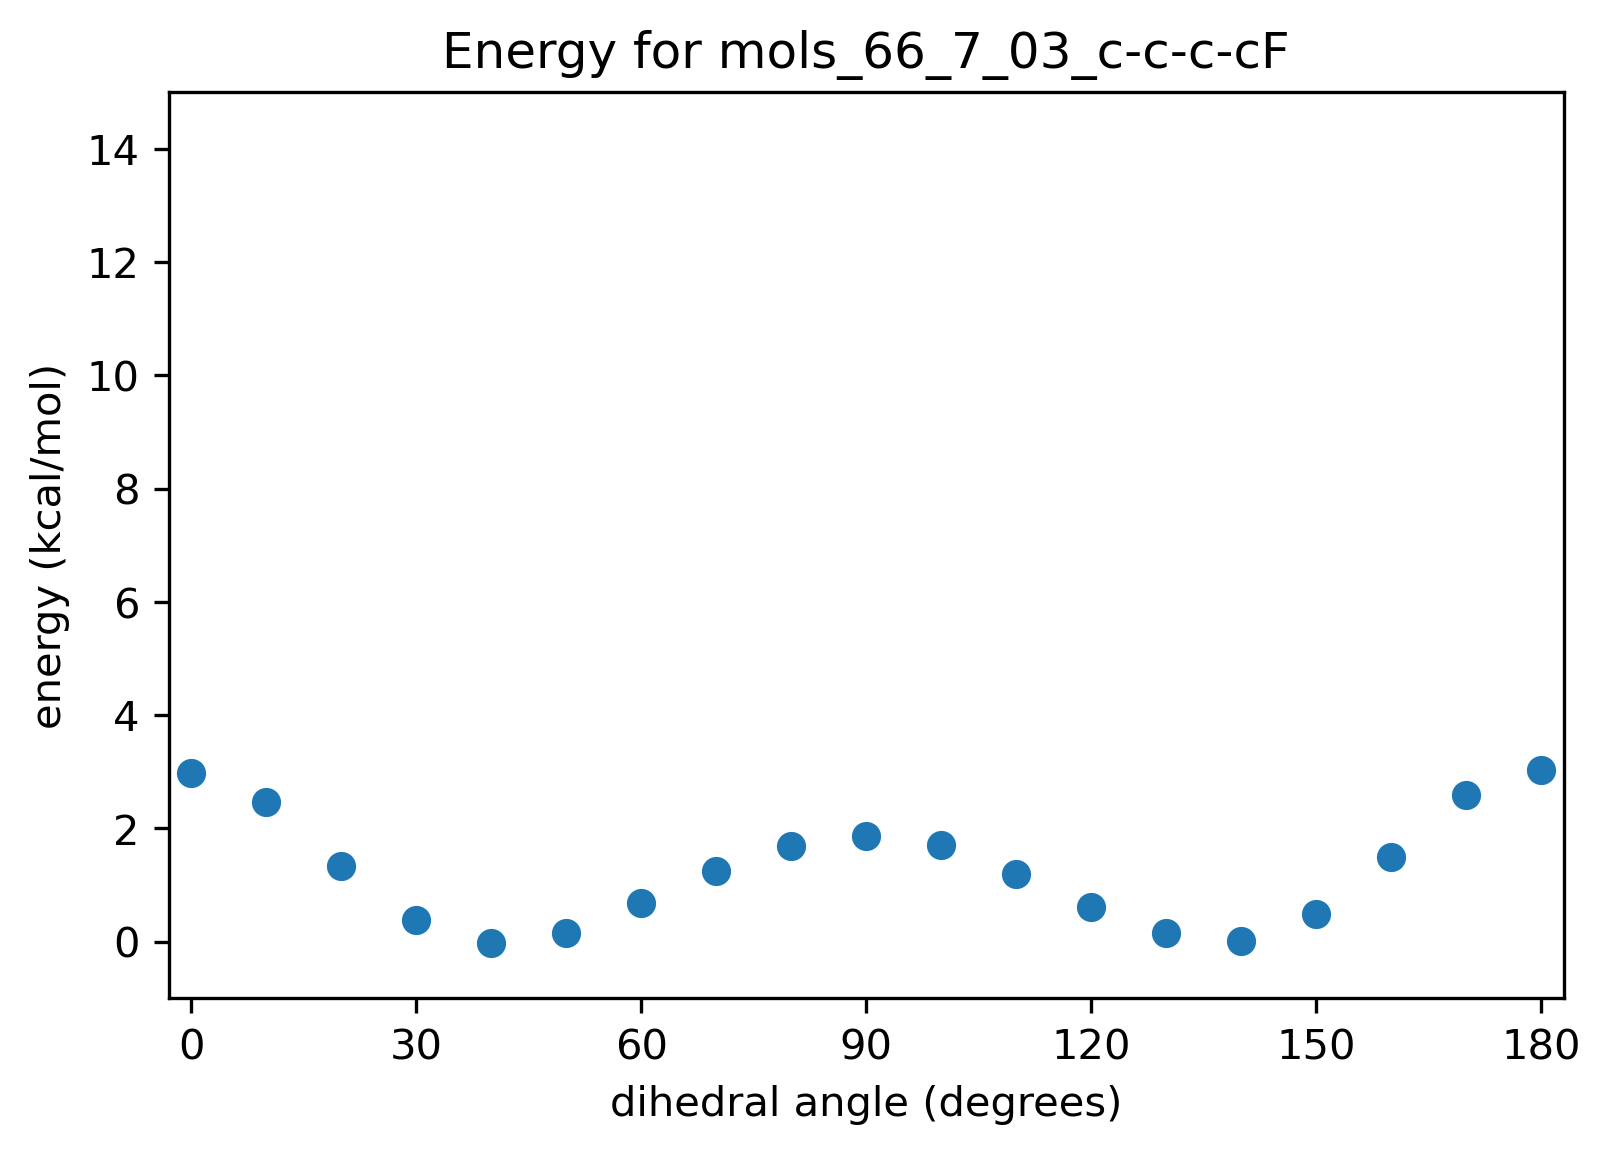 Energy for mols_66_7_03_c-c-c-cF
14
12
10
8
6
4
2
0
energy (kcal/mol)
0 30 60 90 120 150 180
dihedral angle (degrees)